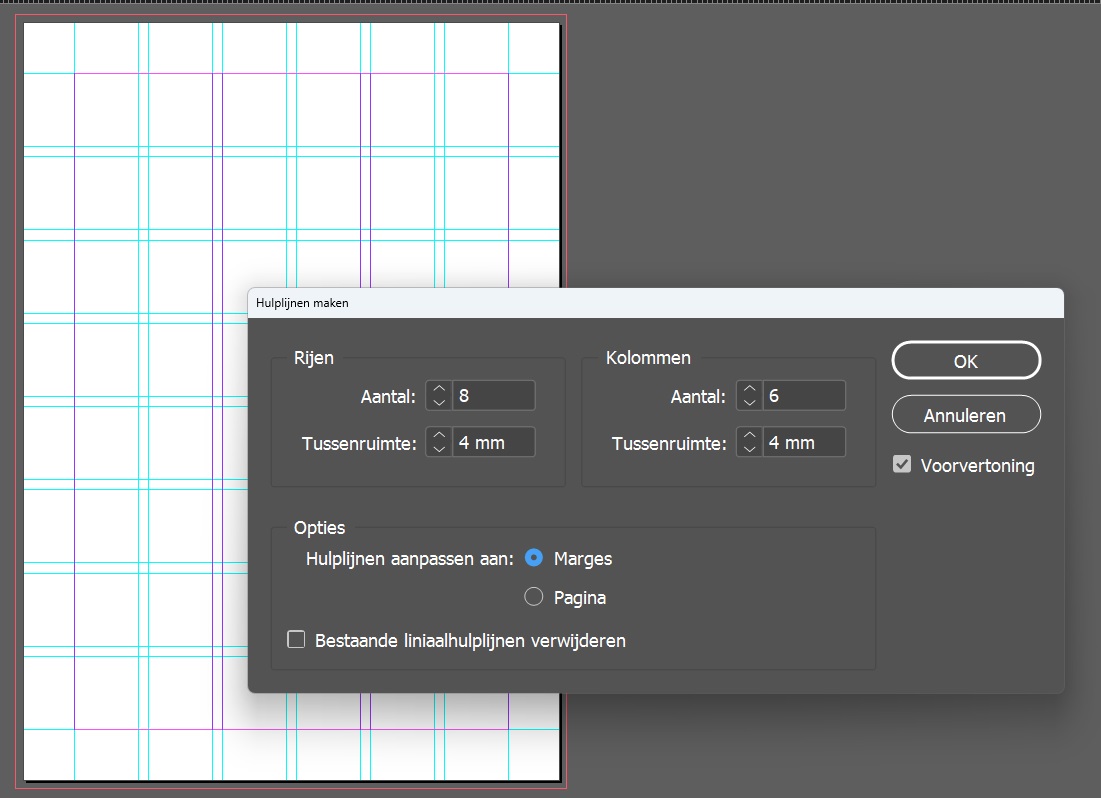 Hulplijnen maken
Rijen
Aantal: 8
Tussenruimte: 4 mm
Kolommen
Aantal: 6
Tussenruimte: 4 mm
OK
Annuleren
Voorvertoning
Opties
Hulplijnen aanpassen aan: Marges
Pagina
Bestaande liniaalhulplijnen verwijderen